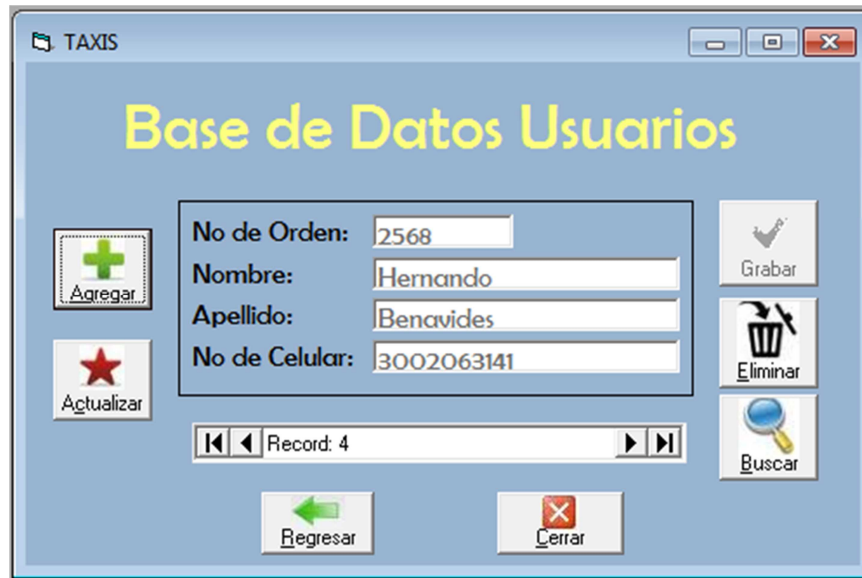 TAXIS
Base de Datos Usuarios
No de Orden: 2568
Nombre: Hernando
Apellido: Benavides
No de Celular: 3002063141
Agregar
Actualizar
Grabar
Eliminar
Buscar
Record: 4
Regresar
Cerrar